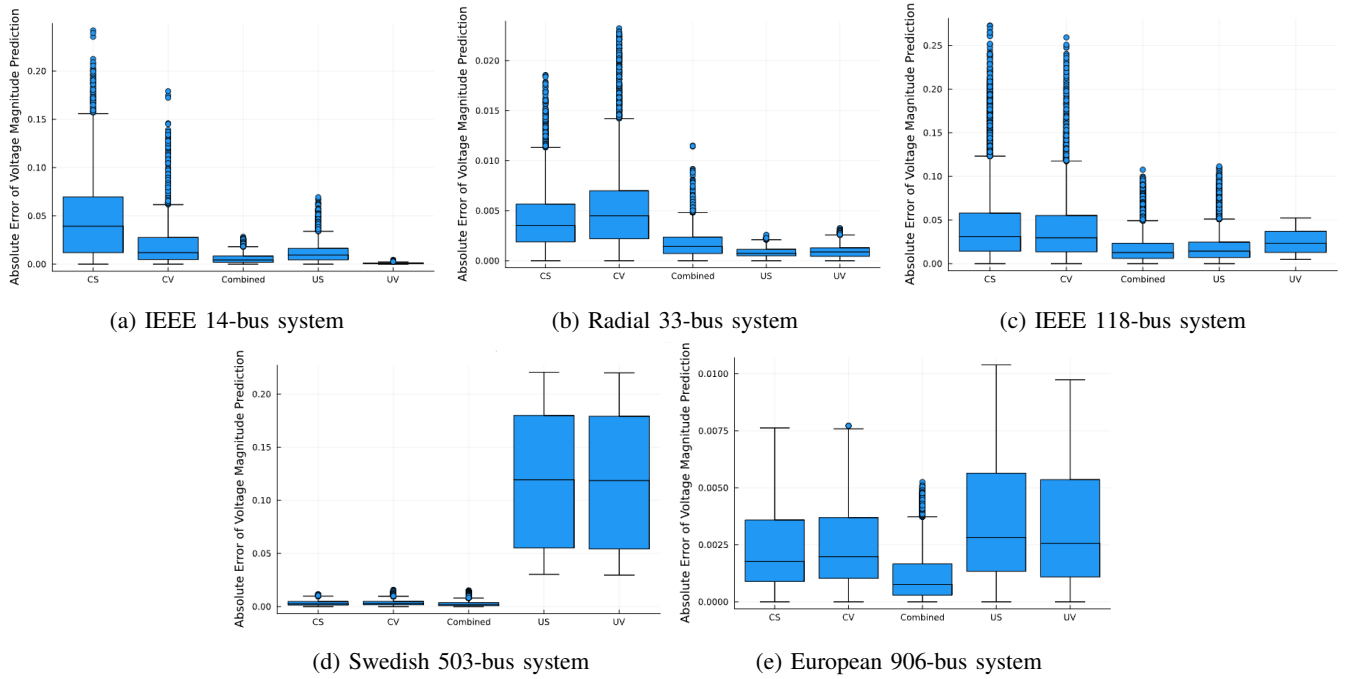 Absolute Error of Voltage Magnitude Prediction
0.20
0.15
0.10
0.05
0.00
CS CV Combined US UV
(a) IEEE 14-bus system
Absolute Error of Voltage Magnitude Prediction
0.020
0.015
0.010
0.005
0.000
CS CV Combined US UV
(b) Radial 33-bus system
Absolute Error of Voltage Magnitude Prediction
0.25
0.20
0.15
0.10
0.05
0.00
CS CV Combined US UV
(c) IEEE 118-bus system
Absolute Error of Voltage Magnitude Prediction
0.20
0.15
0.10
0.05
0.00
CS CV Combined US UV
(d) Swedish 503-bus system
Absolute Error of Voltage Magnitude Prediction
0.0100
0.0075
0.0050
0.0025
0.0000
CS CV Combined US UV
(e) European 906-bus system